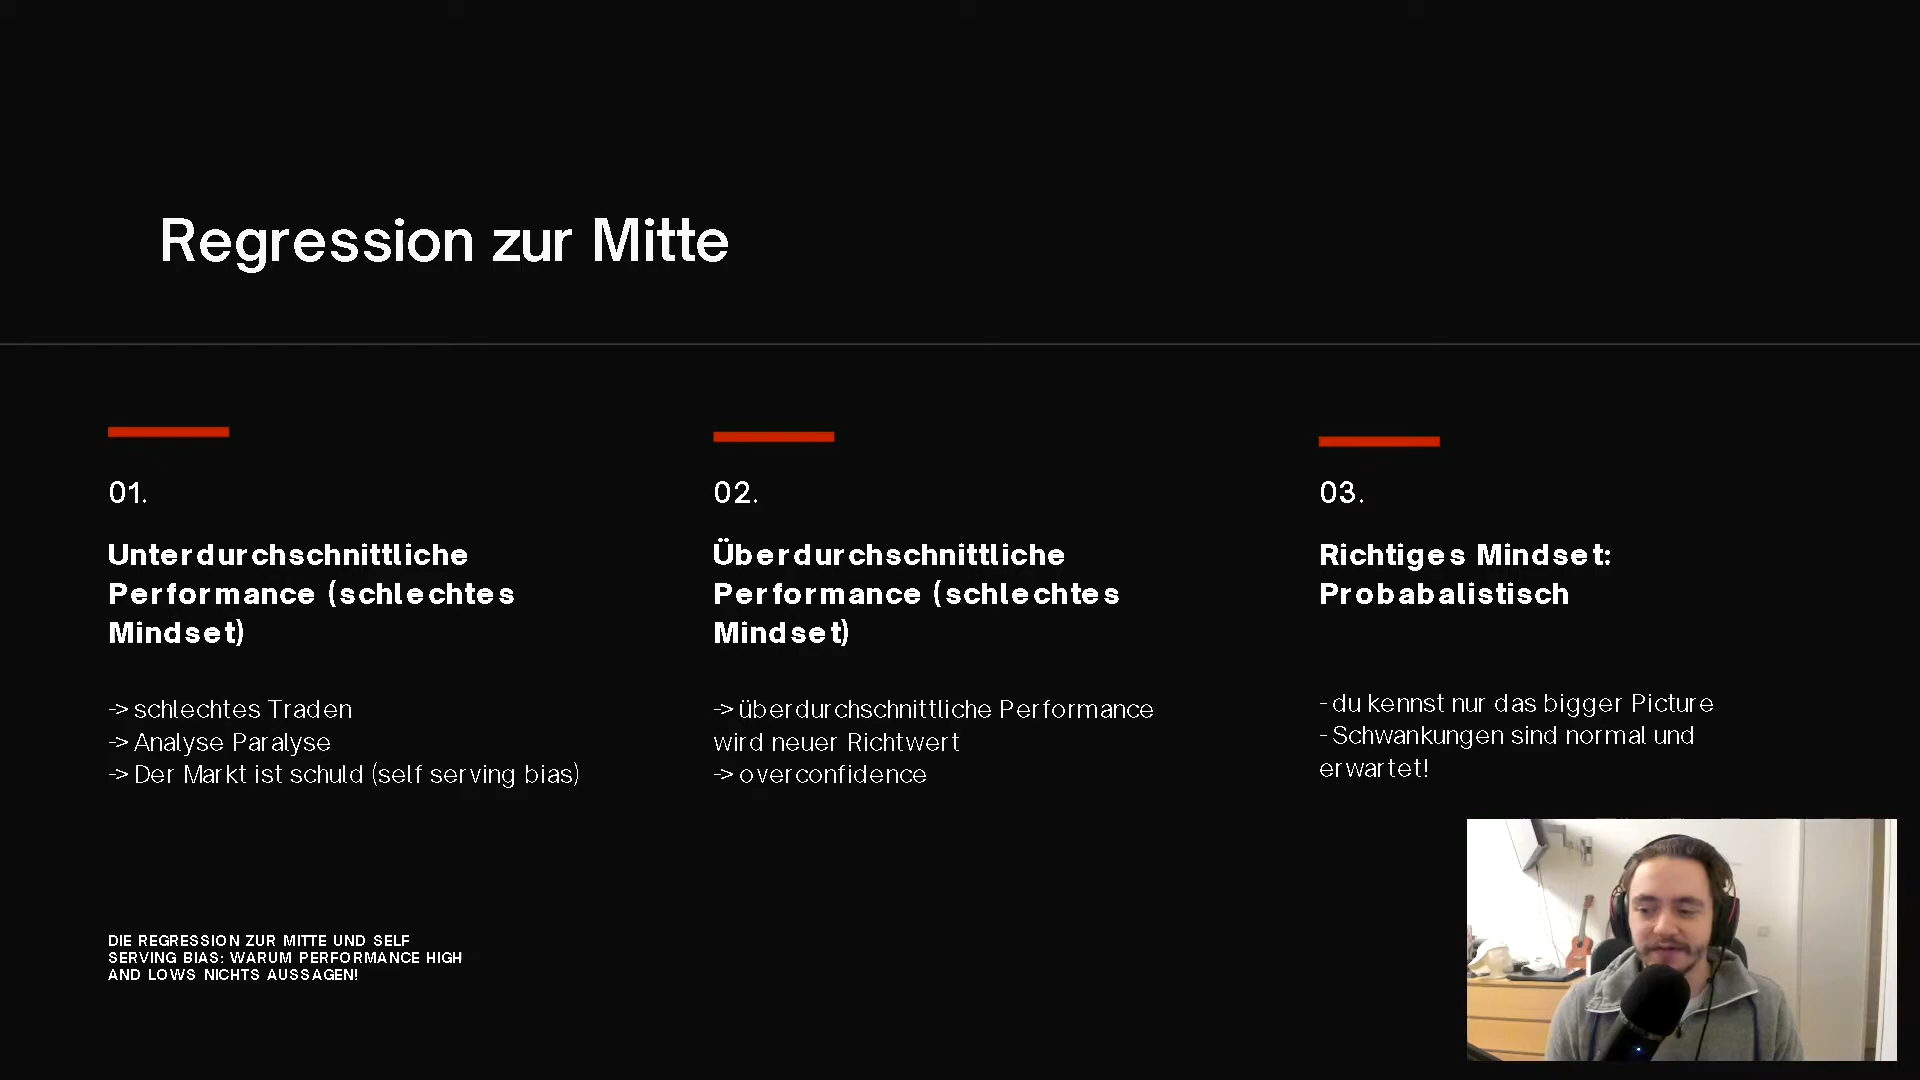 Regression zur Mitte
01.
Unterdurchschnittliche
Performance (schlechtes
Mindset)
-> schlechtes Traden
-> Analyse Paralyse
-> Der Markt ist schuld (self serving bias)
02.
Überdurchschnittliche
Performance (schlechtes
Mindset)
-> überdurchschnittliche Performance
wird neuer Richtwert
-> overconfidence
03.
Richtiges Mindset:
Probabalistisch
- du kennst nur das bigger Picture
- Schwankungen sind normal und
erwartet!
DIE REGRESSION ZUR MITTE UND SELF
SERVING BIAS: WARUM PERFORMANCE HIGH
AND LOWS NICHTS AUSSAGEN!